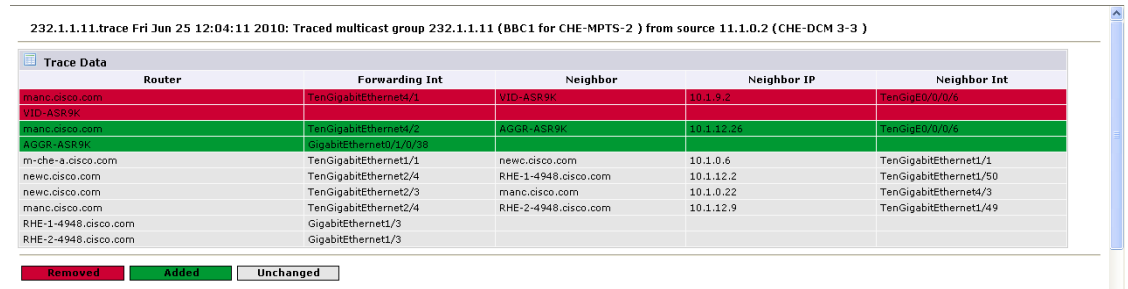 232.1.1.11.trace Fri Jun 25 12:04:11 2010: Traced multicast group 232.1.1.11 (BBC1 for CHE-MPTS-2 ) from source 11.1.0.2 (CHE-DCM 3-3 )
Trace Data
Router Forwarding Int Neighbor Neighbor IP Neighbor Int
manc.cisco.com TenGigabitEthernet4/1 VID-ASR9K 10.1.9.2 TenGigE0/0/0/6
VID-ASR9K
manc.cisco.com TenGigabitEthernet4/2 AGGR-ASR9K 10.1.12.26 TenGigE0/0/0/6
AGGR-ASR9K GigabitEthernet0/1/0/38
m-che-a.cisco.com TenGigabitEthernet1/1 newc.cisco.com 10.1.0.6 TenGigabitEthernet1/1
newc.cisco.com TenGigabitEthernet2/4 RHE-1-4948.cisco.com 10.1.12.2 TenGigabitEthernet1/50
newc.cisco.com TenGigabitEthernet2/3 manc.cisco.com 10.1.0.22 TenGigabitEthernet4/3
manc.cisco.com TenGigabitEthernet2/4 RHE-2-4948.cisco.com 10.1.12.9 TenGigabitEthernet1/49
RHE-1-4948.cisco.com GigabitEthernet1/3
RHE-2-4948.cisco.com GigabitEthernet1/3
Removed Added Unchanged